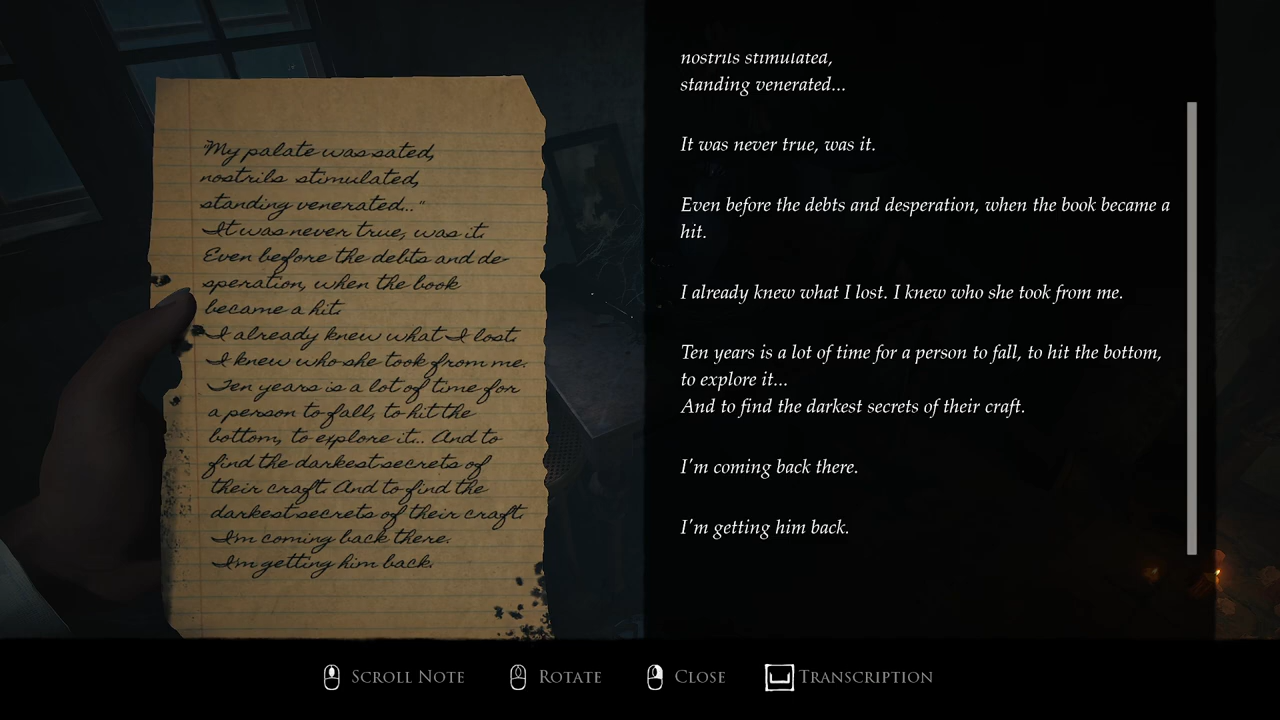 "My palate was sated,
nostrils stimulated,
standing venerated..."
It was never true, was it.
Even before the debts and de-
speration, when the book
became a hit.
I already knew what I lost.
I knew who she took from me.
Ten years is a lot of time for
a person to fall, to hit the
bottom, to explore it... And to
find the darkest secrets of
their craft. And to find the
darkest secrets of their craft.
I'm coming back there.
I'm getting him back.
nostrils stimulated,
standing venerated...
It was never true, was it.
Even before the debts and desperation, when the book became a
hit.
I already knew what I lost. I knew who she took from me.
Ten years is a lot of time for a person to fall, to hit the bottom,
to explore it...
And to find the darkest secrets of their craft.
I'm coming back there.
I'm getting him back.
SCROLL NOTE
ROTATE
CLOSE
TRANSCRIPTION